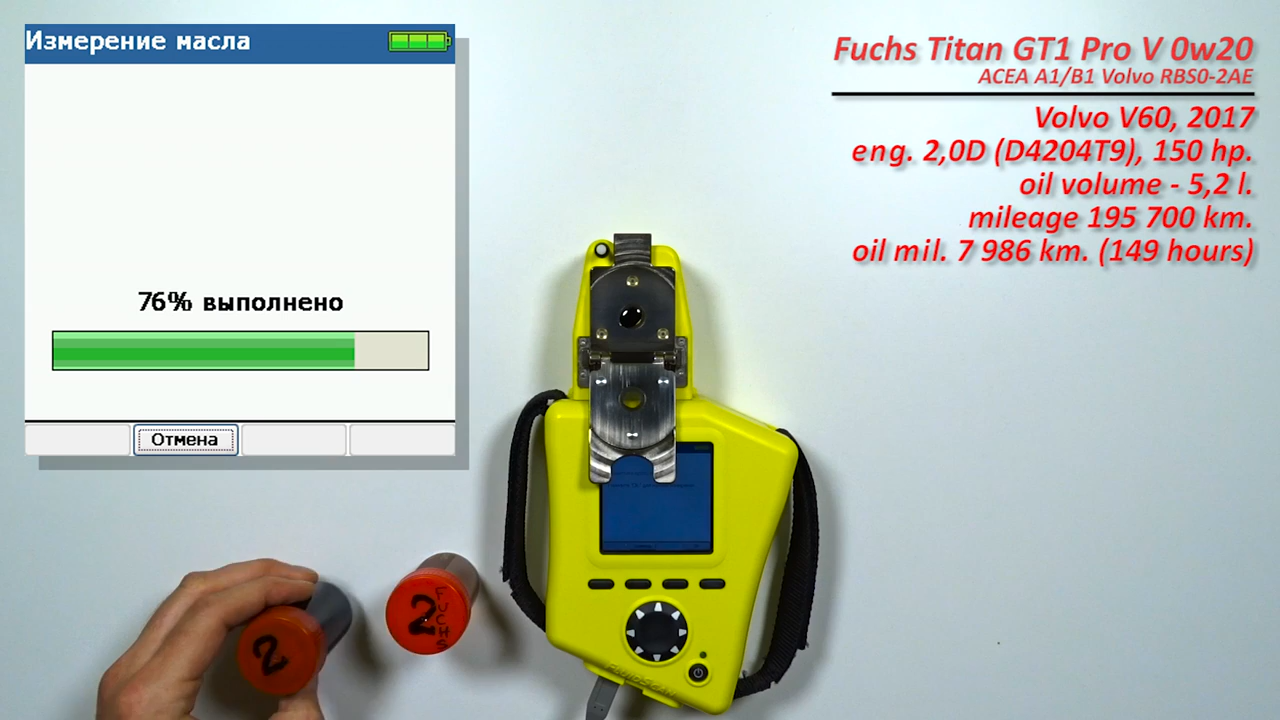 Измерение масла
76% выполнено
Отмена
Fuchs Titan GT1 Pro V 0w20
ACEA A1/B1 Volvo RBS0-2AE
Volvo V60, 2017
eng. 2,0D (D4204T9), 150 hp.
oil volume - 5,2 l.
mileage 195 700 km.
oil mil. 7 986 km. (149 hours)
2
2
FUCHS
FLUIDSCAN